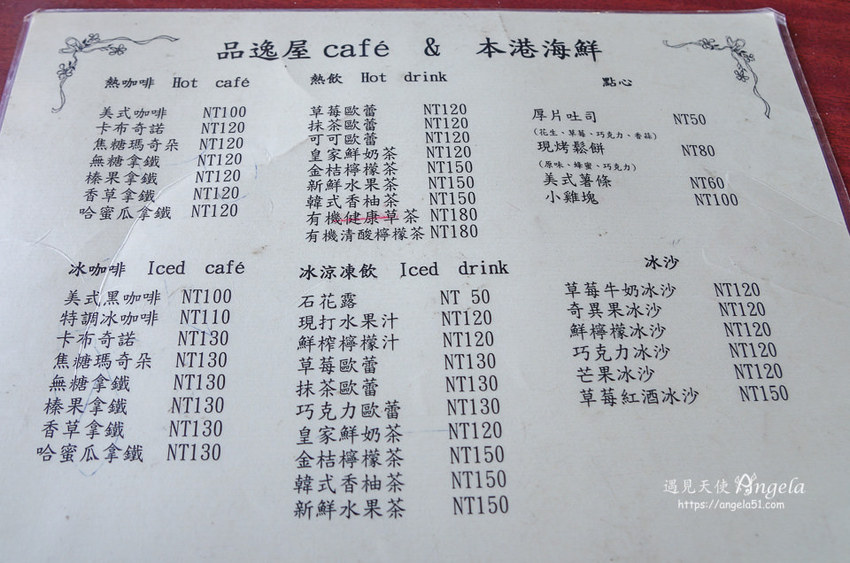 品逸屋 café & 本港海鮮
熱咖啡 Hot café
美式咖啡 NT100
卡布奇諾 NT120
焦糖瑪奇朵 NT120
無糖拿鐵 NT120
榛果拿鐵 NT120
香草拿鐵 NT120
哈蜜瓜拿鐵 NT120
熱飲 Hot drink
草莓歐蕾 NT120
抹茶歐蕾 NT120
可可歐蕾 NT120
皇家鮮奶茶 NT120
金桔檸檬茶 NT150
新鮮水果茶 NT150
韓式香柚茶 NT150
有機健康草茶 NT180
有機清酸檸檬茶 NT180
點心
厚片吐司 NT50
(花生、草莓、巧克力、香蒜)
現烤鬆餅 NT80
(原味、蜂蜜、巧克力)
美式薯條 NT60
小雞塊 NT100
冰咖啡 Iced café
美式黑咖啡 NT100
特調冰咖啡 NT110
卡布奇諾 NT130
焦糖瑪奇朵 NT130
無糖拿鐵 NT130
榛果拿鐵 NT130
香草拿鐵 NT130
哈蜜瓜拿鐵 NT130
冰涼凍飲 Iced drink
石花露 NT 50
現打水果汁 NT120
鮮榨檸檬汁 NT120
草莓歐蕾 NT130
抹茶歐蕾 NT130
巧克力歐蕾 NT130
皇家鮮奶茶 NT120
金桔檸檬茶 NT150
韓式香柚茶 NT150
新鮮水果茶 NT150
冰沙
草莓牛奶冰沙 NT120
奇異果冰沙 NT120
鮮檸檬冰沙 NT120
巧克力冰沙 NT120
芒果冰沙 NT120
草莓紅酒冰沙 NT150
遇見天使 Angela
https://angela51.com